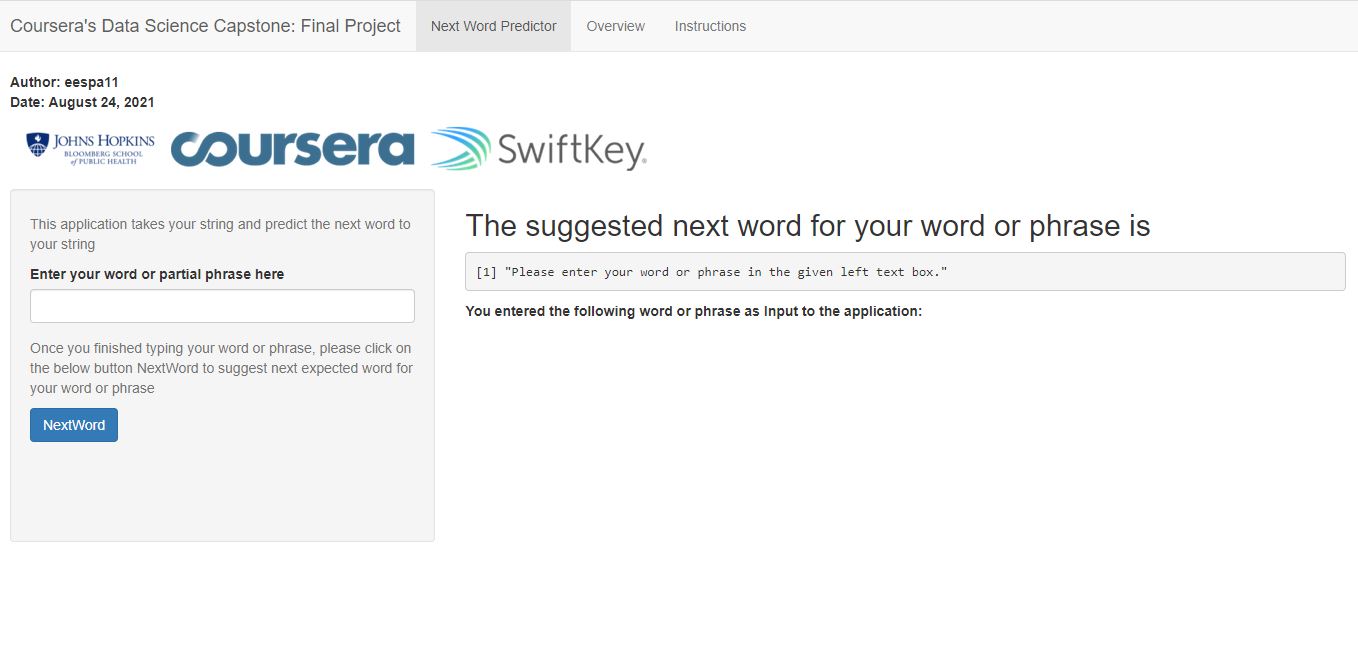 Coursera's Data Science Capstone: Final Project Next Word Predictor Overview Instructions
Author: eespa11
Date: August 24, 2021
JOHNS HOPKINS
BLOOMBERG SCHOOL
of PUBLIC HEALTH
coursera
SwiftKey.
This application takes your string and predict the next word to
your string
Enter your word or partial phrase here
Once you finished typing your word or phrase, please click on
the below button NextWord to suggest next expected word for
your word or phrase
NextWord
The suggested next word for your word or phrase is
[1] "Please enter your word or phrase in the given left text box."
You entered the following word or phrase as Input to the application: